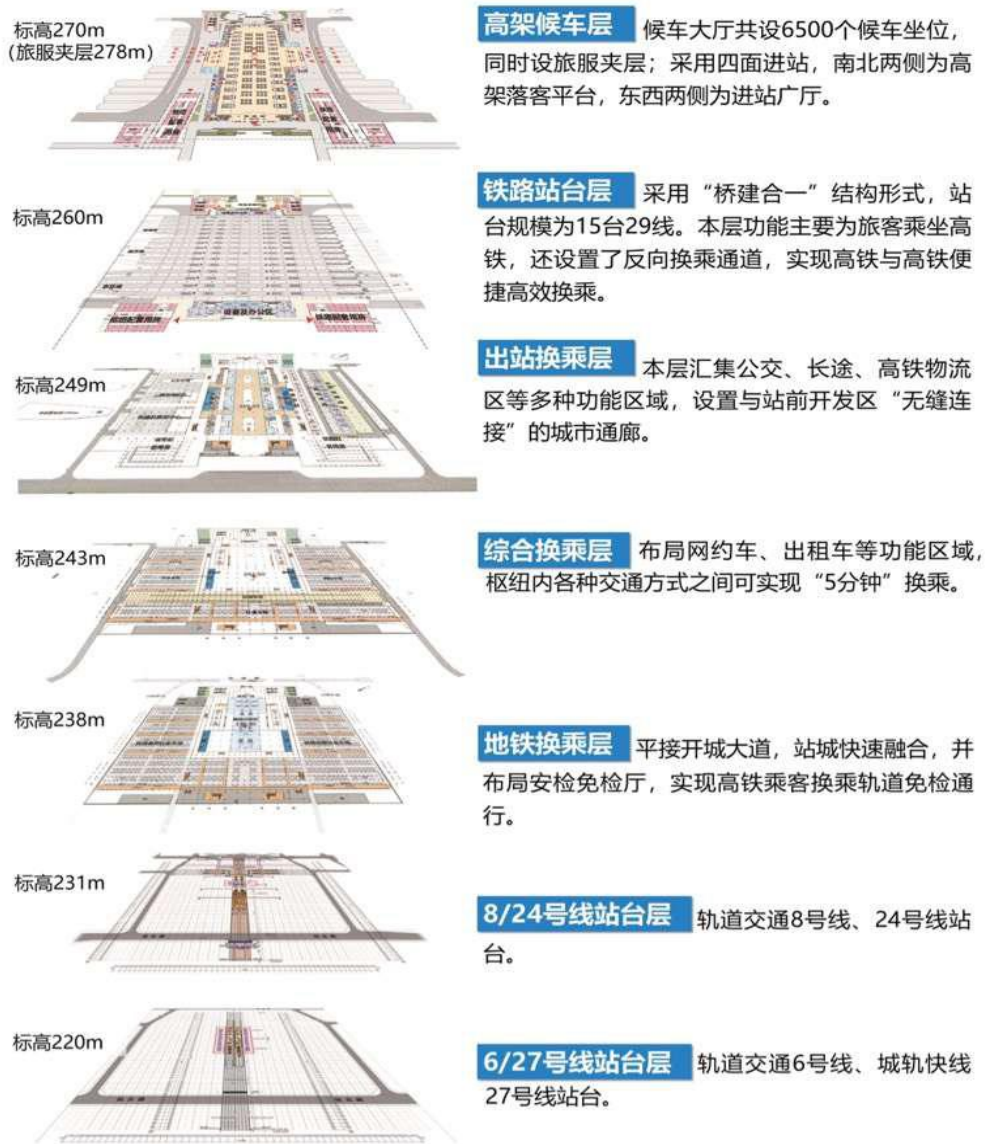 标高270m
(旅服夹层278m)
高架候车层 候车大厅共设6500个候车坐位，
同时设旅服夹层；采用四面进站，南北两侧为高
架落客平台，东西两侧为进站广厅。
标高260m
铁路站台层 采用“桥建合一”结构形式，站
台规模为15台29线。本层功能主要为旅客乘坐高
铁，还设置了反向换乘通道，实现高铁与高铁便
捷高效换乘。
标高249m
出站换乘层 本层汇集公交、长途、高铁物流
区等多种功能区域，设置与站前开发区“无缝连
接”的城市通廊。
标高243m
综合换乘层 布局网约车、出租车等功能区域，
枢纽内各种交通方式之间可实现“5分钟”换乘。
标高238m
地铁换乘层 平接开城大道，站城快速融合，并
布局安检免检厅，实现高铁乘客换乘轨道免检通
行。
标高231m
8/24号线站台层 轨道交通8号线、24号线站
台。
标高220m
6/27号线站台层 轨道交通6号线、城轨快线
27号线站台。